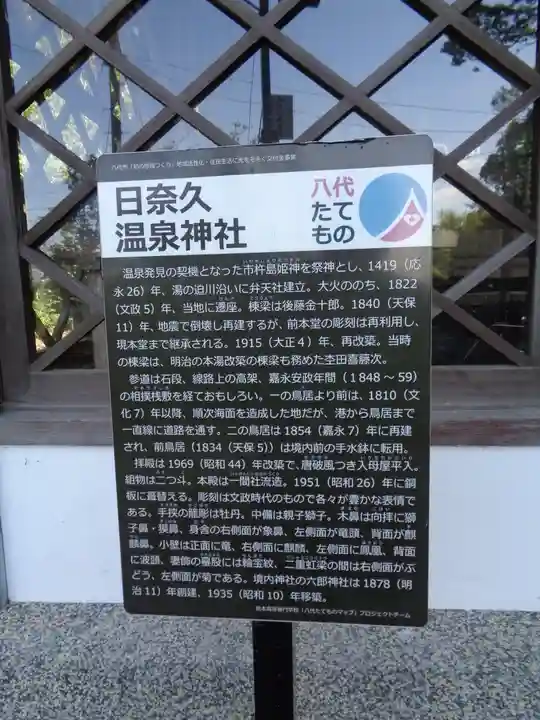 八代市「初の冒険づくり」地域活性化・住民生活に光をそそぐ交付金事業
日奈久
温泉神社
八代
たて
もの
温泉発見の契機となった市杵島姫神を祭神とし、1419（応
永26）年、湯の迫川沿いに弁天社建立。大火ののち、1822
（文政5）年、当地に遷座。棟梁は後藤金十郎。1840（天保
11）年、地震で倒壊し再建するが、前本堂の彫刻は再利用し、
現本堂まで継承される。1915（大正4）年、再改築。当時
の棟梁は、明治の本湯改築の棟梁も務めた杢田喜藤次。
参道は石段、線路上の高架、嘉永安政年間（1848～59）
の相撲桟敷を経ておもしろい。一の鳥居より前は、1810（文
化7）年以降、順次海面を造成した地だが、港から鳥居まで
一直線に道路を通す。二の鳥居は1854（嘉永7）年に再建
され、前鳥居（1834（天保5））は境内前の手水鉢に転用。
拝殿は1969（昭和44）年改築で、唐破風つき入母屋平入。
組物は二つ斗。本殿は一間社流造。1951（昭和26）年に銅
板に葺替える。彫刻は文政時代のもので各々が豊かな表情で
ある。手挟の籠彫は牡丹。中備は親子獅子。木鼻は向拝に獅
子鼻・獏鼻、身舎の右側面が象鼻、左側面が竜頭、背面が麒
麟鼻。小壁は正面に竜、右側面に麒麟、左側面に鳳凰、背面
に波頭、妻飾の蟇股には輪宝紋、二重虹梁の間は右側面がぶ
どう、左側面が菊である。境内神社の六郎神社は1878（明
治11）年創建、1935（昭和10）年移築。
熊本高等専門学校「八代たてものマップ」プロジェクトチーム